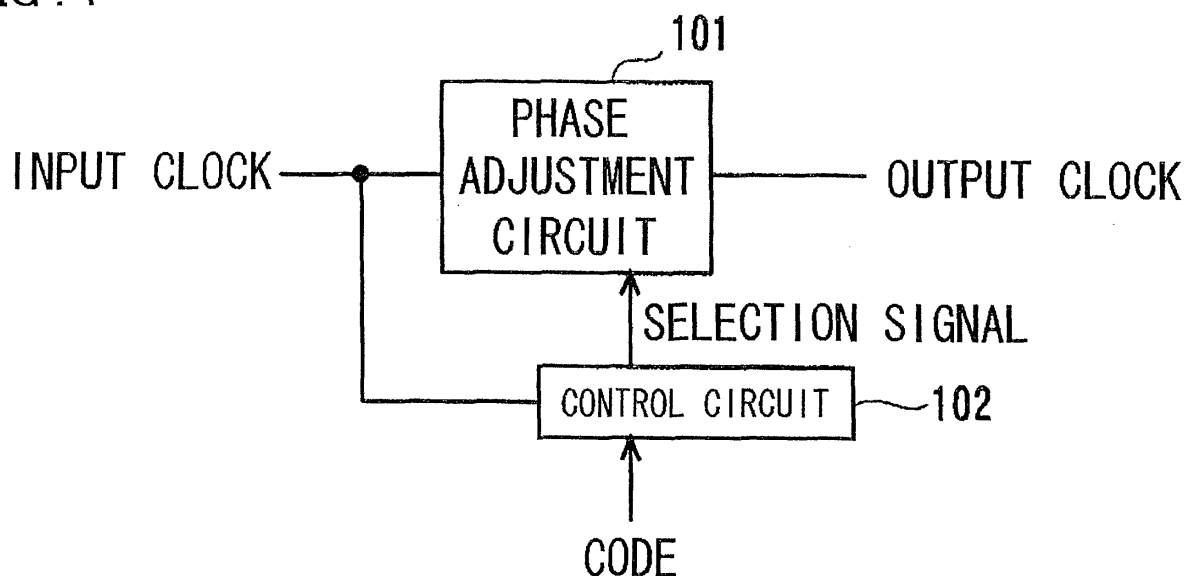 101
PHASE
ADJUSTMENT
CIRCUIT
INPUT CLOCK
OUTPUT CLOCK
SELECTION SIGNAL
CONTROL CIRCUIT
102
CODE